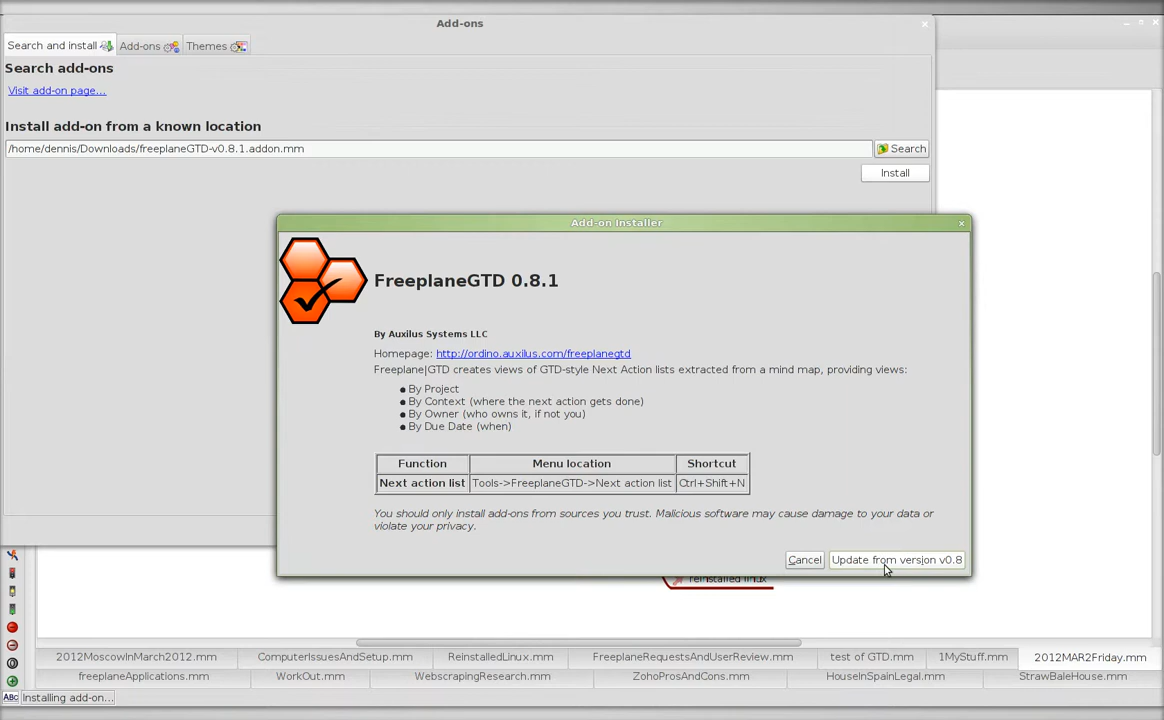 Add-ons
Search and install
Add-ons
Themes
Search add-ons
Visit add-on page...
Install add-on from a known location
/home/dennis/Downloads/freeplaneGTD-v0.8.1.addon.mm
Search
Install
Add-on Installer
FreeplaneGTD 0.8.1
By Auxilus Systems LLC
Homepage: http://ordino.auxilus.com/freeplanegtd
Freeplane|GTD creates views of GTD-style Next Action lists extracted from a mind map, providing views:
By Project
By Context (where the next action gets done)
By Owner (who owns it, if not you)
By Due Date (when)
Function Menu location Shortcut
Next action list Tools->FreeplaneGTD->Next action list Ctrl+Shift+N
You should only install add-ons from sources you trust. Malicious software may cause damage to your data or
violate your privacy.
Cancel Update from version v0.8
reinstalled linux
2012MoscowInMarch2012.mm ComputerIssuesAndSetup.mm ReinstalledLinux.mm FreeplaneRequestsAndUserReview.mm test of GTD.mm 1MyStuff.mm 2012MAR2Friday.mm
freeplaneApplications.mm WorkOut.mm WebscrapingResearch.mm ZohoProsAndCons.mm HouseInSpainLegal.mm StrawBaleHouse.mm
ABC Installing add-on...